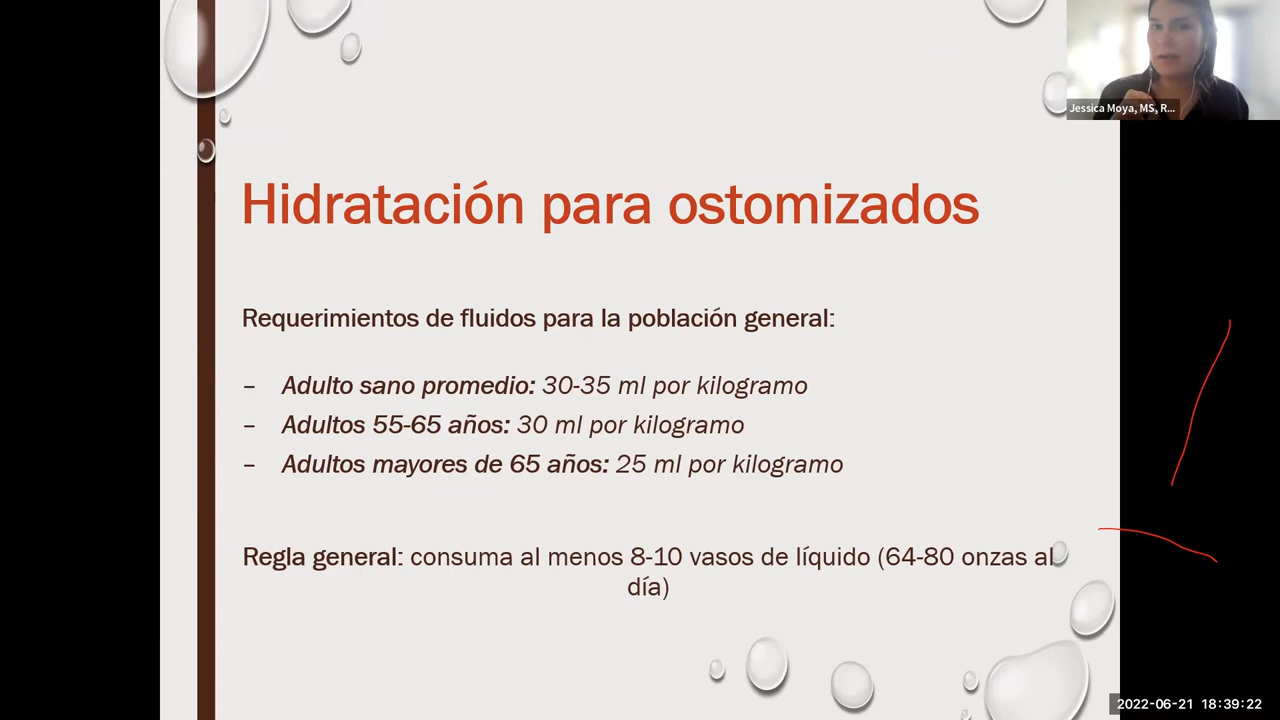 Jessica Moya, MS, R...
Hidratación para ostomizados
Requerimientos de fluidos para la población general:
– Adulto sano promedio: 30-35 ml por kilogramo
– Adultos 55-65 años: 30 ml por kilogramo
– Adultos mayores de 65 años: 25 ml por kilogramo
Regla general: consuma al menos 8-10 vasos de líquido (64-80 onzas al
día)
2022-06-21 18:39:22